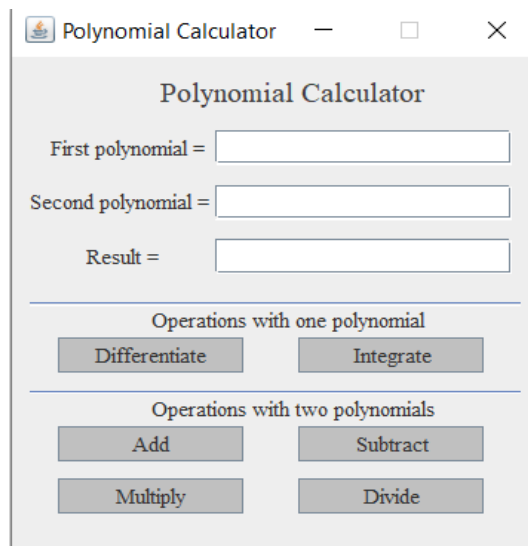 Polynomial Calculator
Polynomial Calculator
First polynomial =
Second polynomial =
Result =
Operations with one polynomial
Differentiate Integrate
Operations with two polynomials
Add Subtract
Multiply Divide